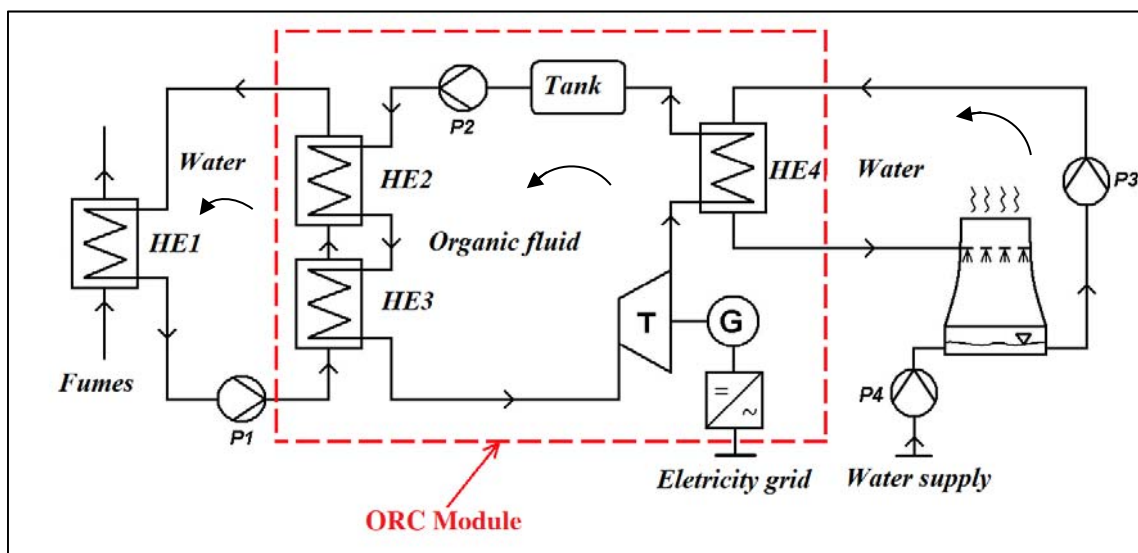 Tank
P2
Water
HE2
HE4
Water
P3
HE1
Organic fluid
HE3
T
G
Fumes
P1
=
~
P4
Eletricity grid
Water supply
ORC Module